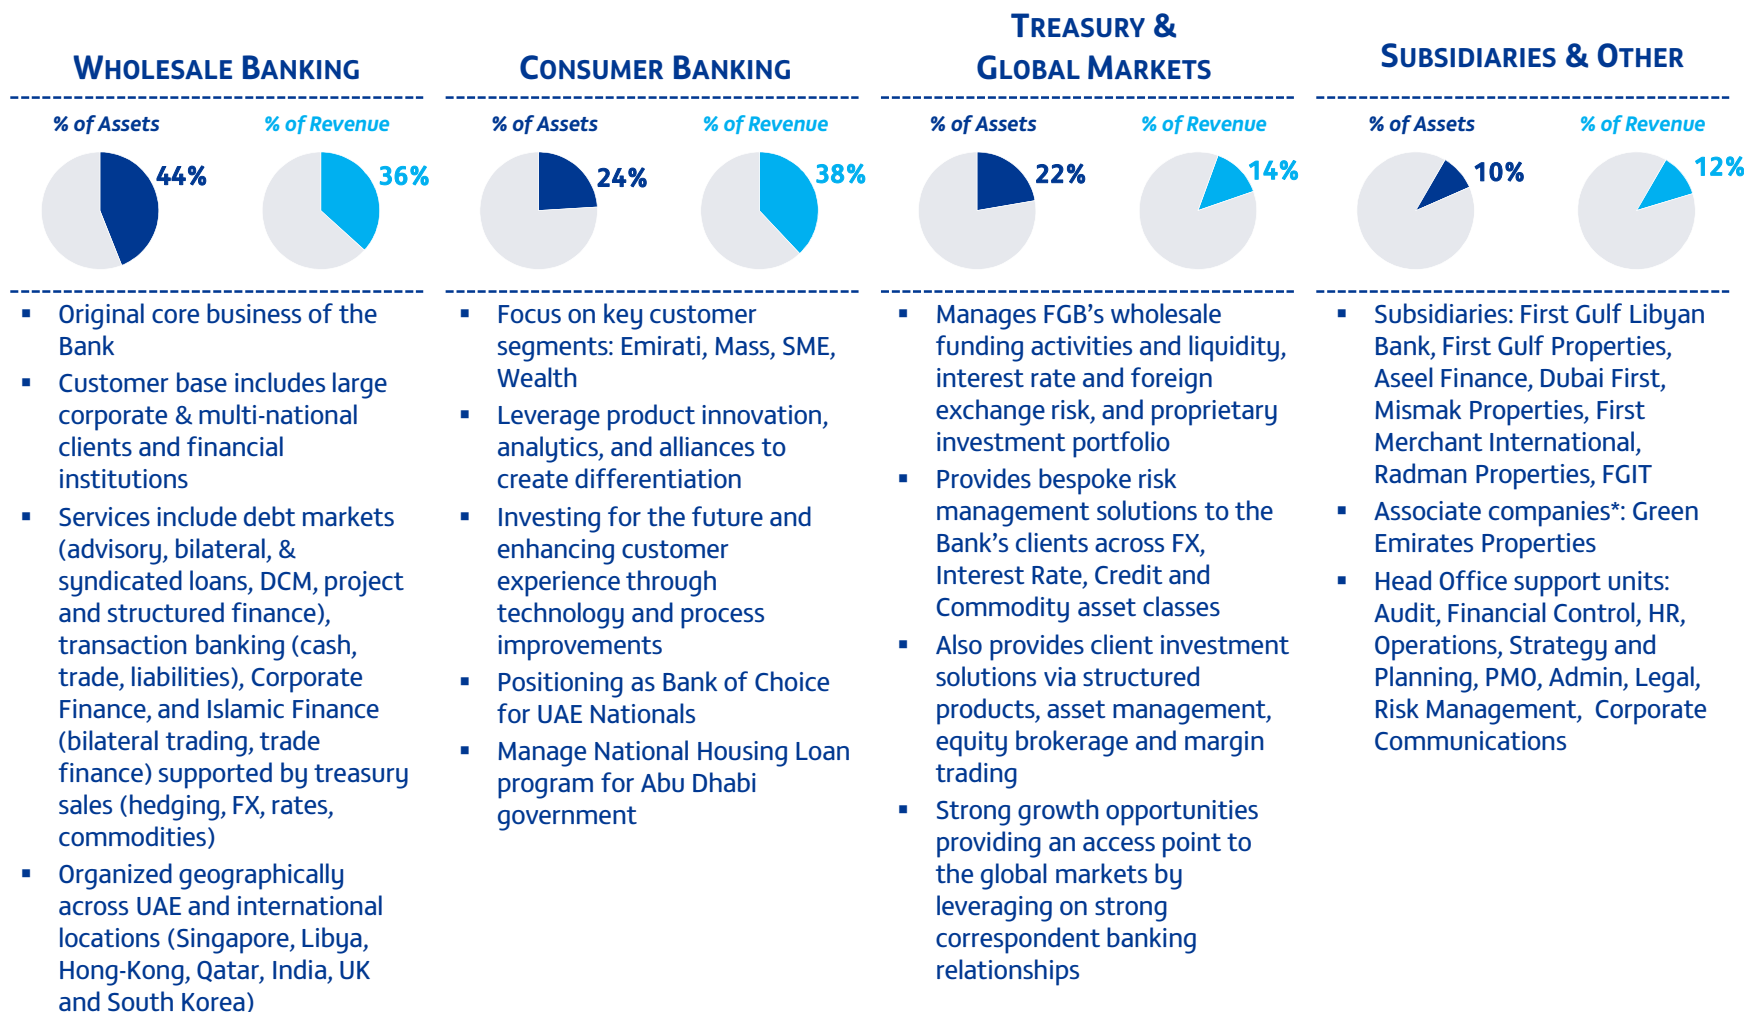 WHOLESALE BANKING
% of Assets
% of Revenue
44%
36%
▪ Original core business of the
Bank
▪ Customer base includes large
corporate & multi-national
clients and financial
institutions
▪ Services include debt markets
(advisory, bilateral, &
syndicated loans, DCM, project
and structured finance),
transaction banking (cash,
trade, liabilities), Corporate
Finance, and Islamic Finance
(bilateral trading, trade
finance) supported by treasury
sales (hedging, FX, rates,
commodities)
▪ Organized geographically
across UAE and international
locations (Singapore, Libya,
Hong-Kong, Qatar, India, UK
and South Korea)
CONSUMER BANKING
% of Assets
% of Revenue
24%
38%
▪ Focus on key customer
segments: Emirati, Mass, SME,
Wealth
▪ Leverage product innovation,
analytics, and alliances to
create differentiation
▪ Investing for the future and
enhancing customer
experience through
technology and process
improvements
▪ Positioning as Bank of Choice
for UAE Nationals
▪ Manage National Housing Loan
program for Abu Dhabi
government
TREASURY &
GLOBAL MARKETS
% of Assets
% of Revenue
22%
14%
▪ Manages FGB's wholesale
funding activities and liquidity,
interest rate and foreign
exchange risk, and proprietary
investment portfolio
▪ Provides bespoke risk
management solutions to the
Bank's clients across FX,
Interest Rate, Credit and
Commodity asset classes
▪ Also provides client investment
solutions via structured
products, asset management,
equity brokerage and margin
trading
▪ Strong growth opportunities
providing an access point to
the global markets by
leveraging on strong
correspondent banking
relationships
SUBSIDIARIES & OTHER
% of Assets
% of Revenue
10%
12%
▪ Subsidiaries: First Gulf Libyan
Bank, First Gulf Properties,
Aseel Finance, Dubai First,
Mismak Properties, First
Merchant International,
Radman Properties, FGIT
▪ Associate companies*: Green
Emirates Properties
▪ Head Office support units:
Audit, Financial Control, HR,
Operations, Strategy and
Planning, PMO, Admin, Legal,
Risk Management, Corporate
Communications